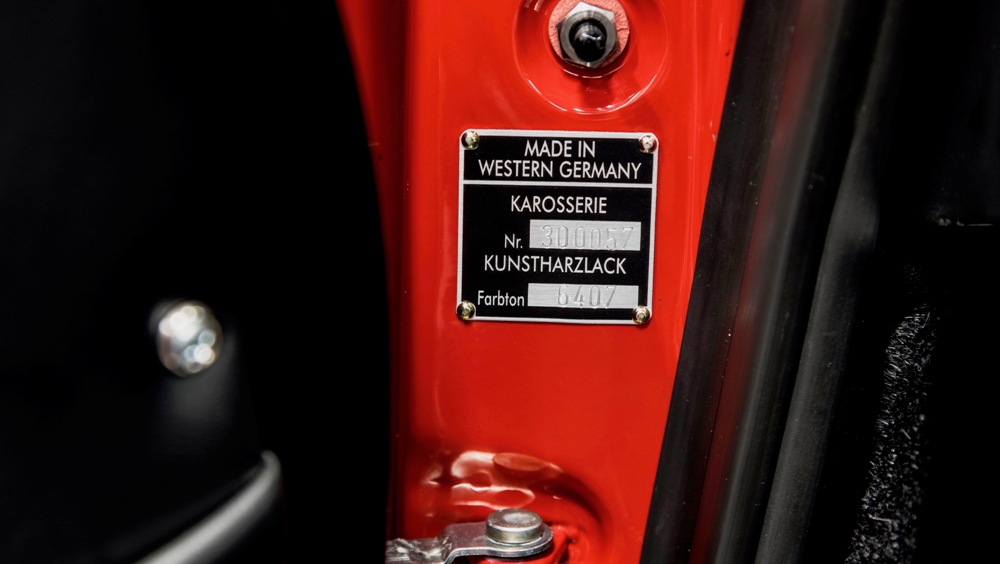 MADE IN
WESTERN GERMANY
KAROSSERIE
Nr. 300057
KUNSTHARZLACK
Farbton 6407